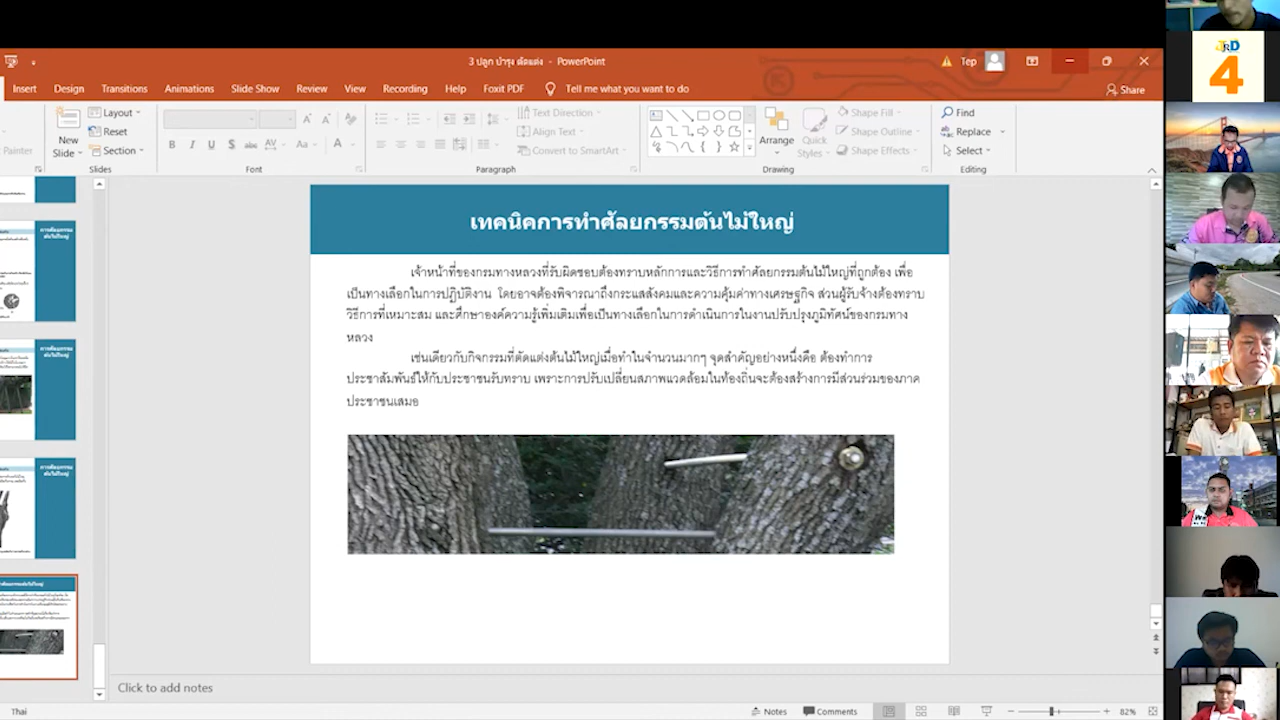 3 ปลูก บำรุง ตัดแต่ง - PowerPoint
Tep
Insert Design Transitions Animations Slide Show Review View Recording Help Foxit PDF Tell me what you want to do Share
Painter
New Slide
Layout
Reset
Section
Slides
B I U S abc AV Aa A
Font
Text Direction
Align Text
Convert to SmartArt
Paragraph
Arrange
Quick Styles
Shape Fill
Shape Outline
Shape Effects
Drawing
Find
Replace
Select
Editing
เทคนิคการทำศัลยกรรมต้นไม้ใหญ่
เจ้าหน้าที่ของกรมทางหลวงที่รับผิดชอบต้องทราบหลักการและวิธีการทำศัลยกรรมต้นไม้ใหญ่ที่ถูกต้อง เพื่อ
เป็นทางเลือกในการปฏิบัติงาน โดยอาจต้องพิจารณาถึงกระแสสังคมและความคุ้มค่าทางเศรษฐกิจ ส่วนผู้รับจ้างต้องทราบ
วิธีการที่เหมาะสม และศึกษาองค์ความรู้เพิ่มเติมเพื่อเป็นทางเลือกในการดำเนินการในงานปรับปรุงภูมิทัศน์ของกรมทาง
หลวง
เช่นเดียวกับกิจกรรมที่ตัดแต่งต้นไม้ใหญ่เมื่อทำในจำนวนมากๆ จุดสำคัญอย่างหนึ่งคือ ต้องทำการ
ประชาสัมพันธ์ให้กับประชาชนรับทราบ เพราะการปรับเปลี่ยนสภาพแวดล้อมในท้องถิ่นจะต้องสร้างการมีส่วนร่วมของภาค
ประชาชนเสมอ
Click to add notes
Thai
Notes Comments 82%
JRD
4